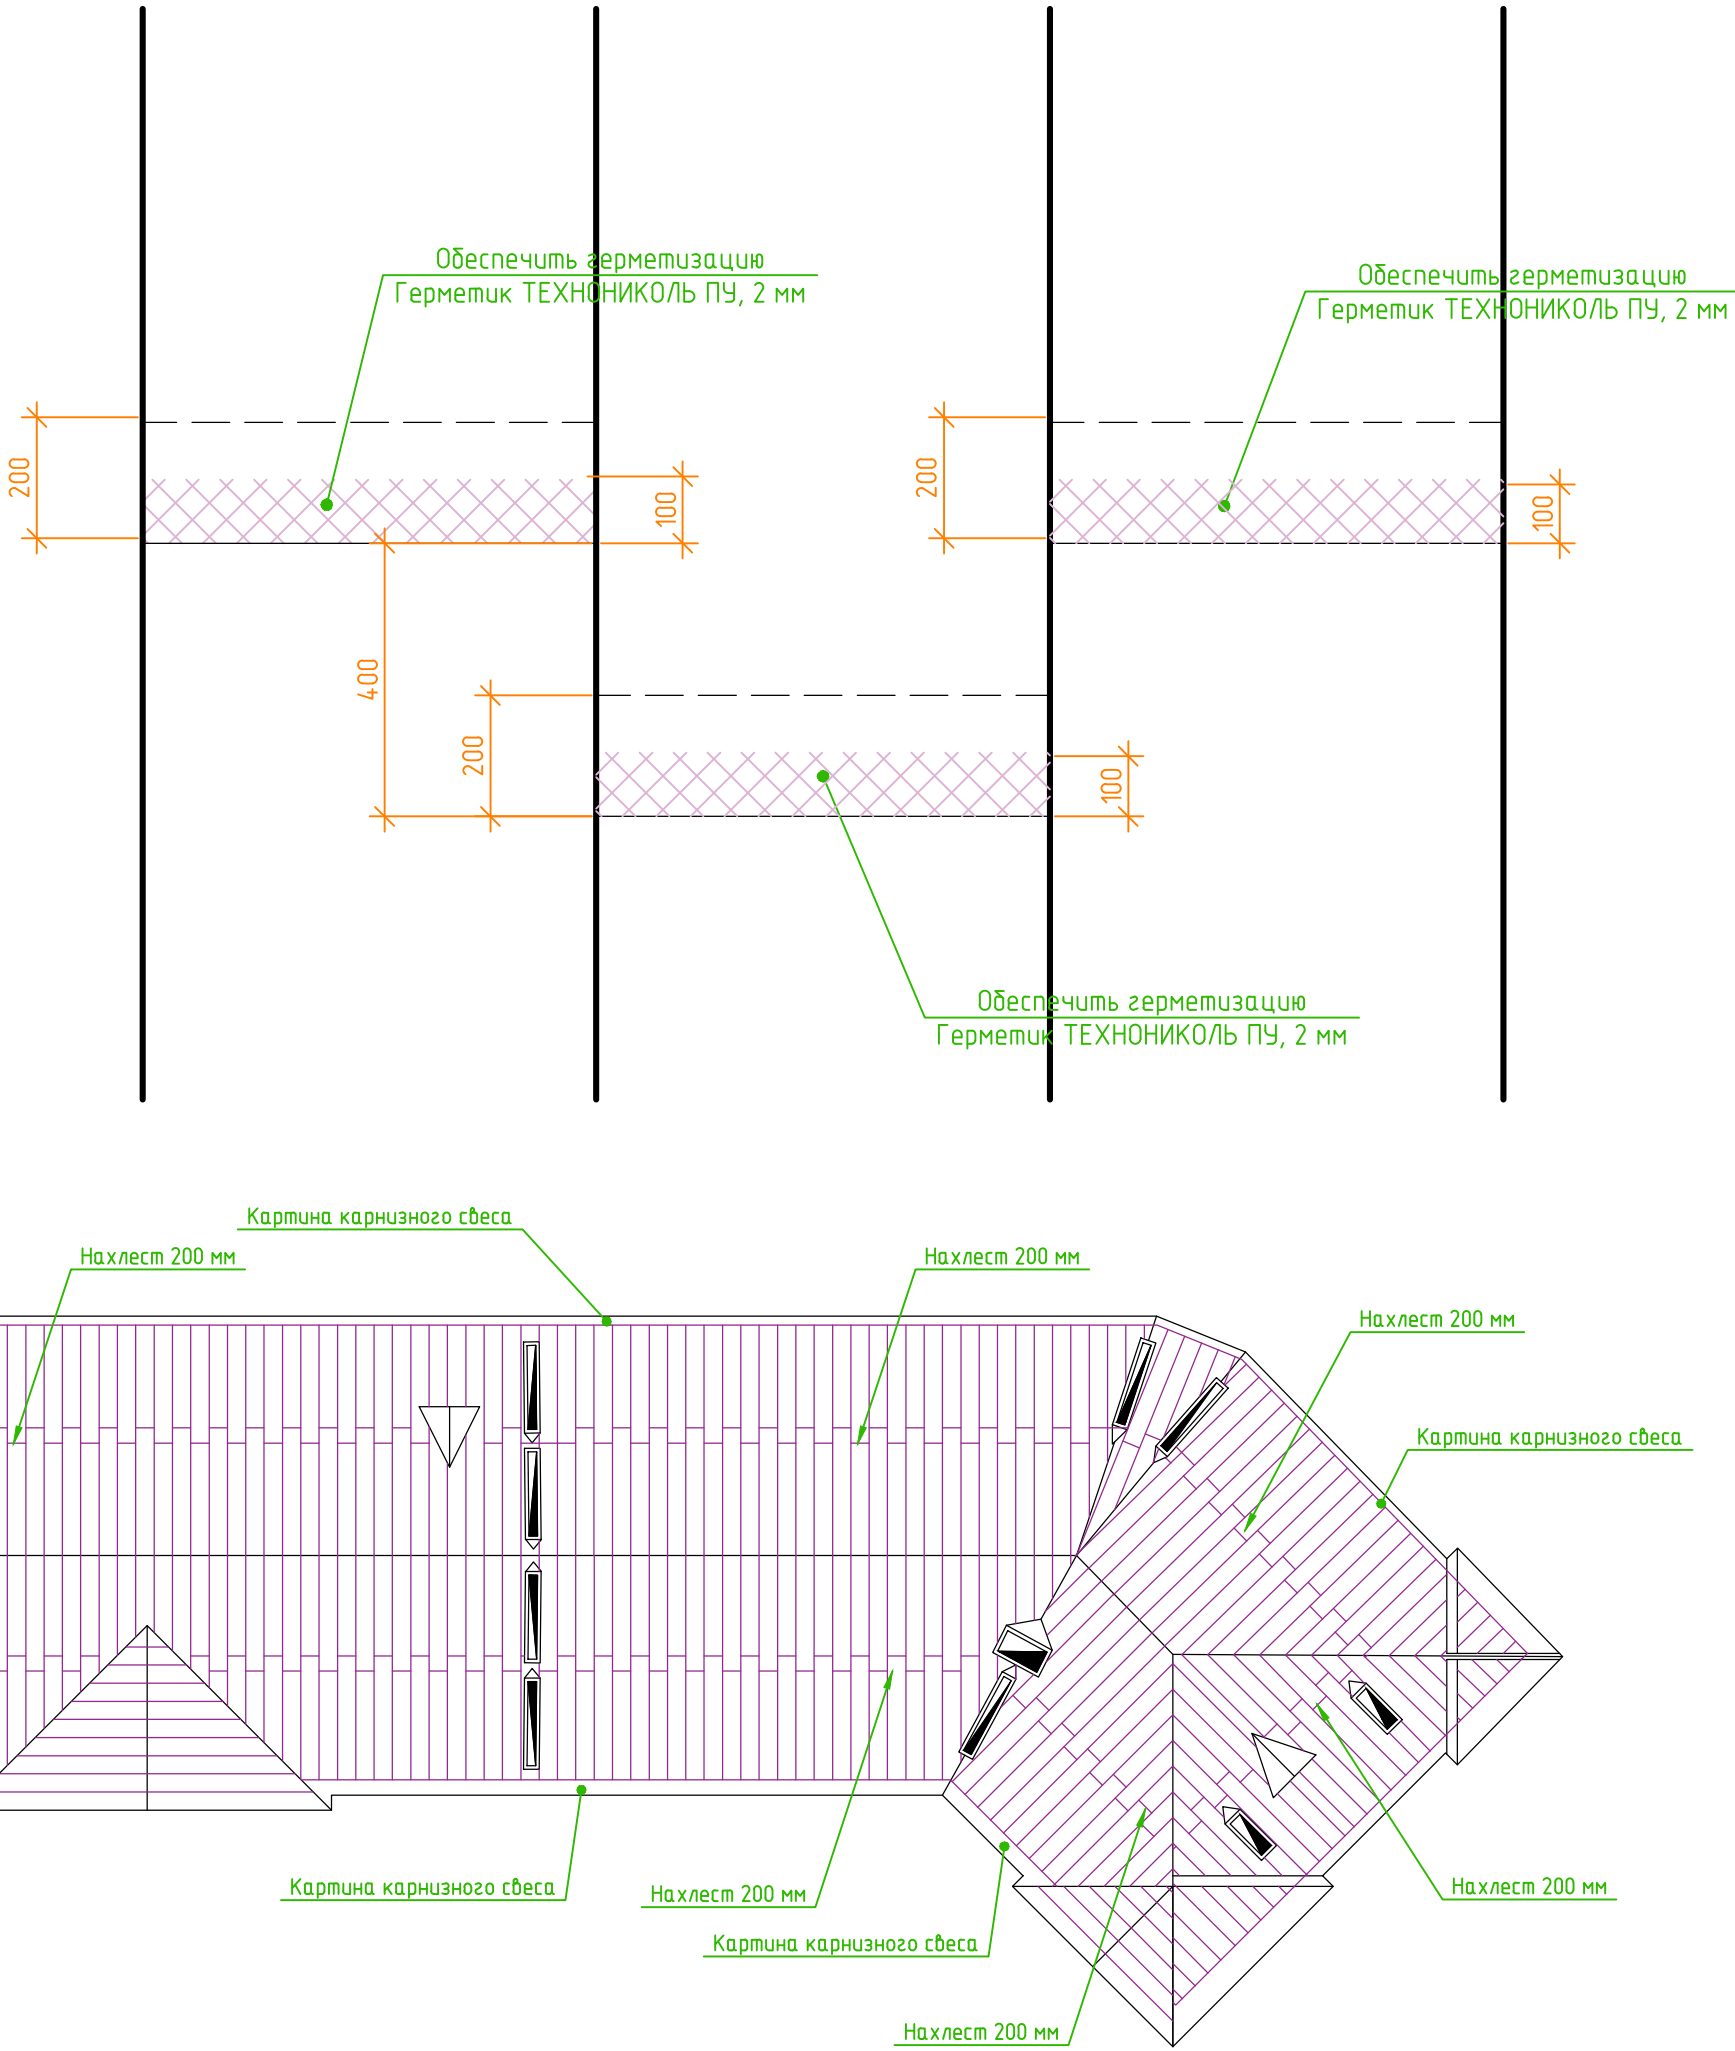 Обеспечить герметизацию
Герметик ТЕХНОНИКОЛЬ ПУ, 2 мм
Обеспечить герметизацию
Герметик ТЕХНОНИКОЛЬ ПУ, 2 мм
200
100
200
100
400
200
100
Обеспечить герметизацию
Герметик ТЕХНОНИКОЛЬ ПУ, 2 мм
Картина карнизного свеса
Нахлест 200 мм
Нахлест 200 мм
Нахлест 200 мм
Картина карнизного свеса
Картина карнизного свеса
Нахлест 200 мм
Нахлест 200 мм
Картина карнизного свеса
Нахлест 200 мм